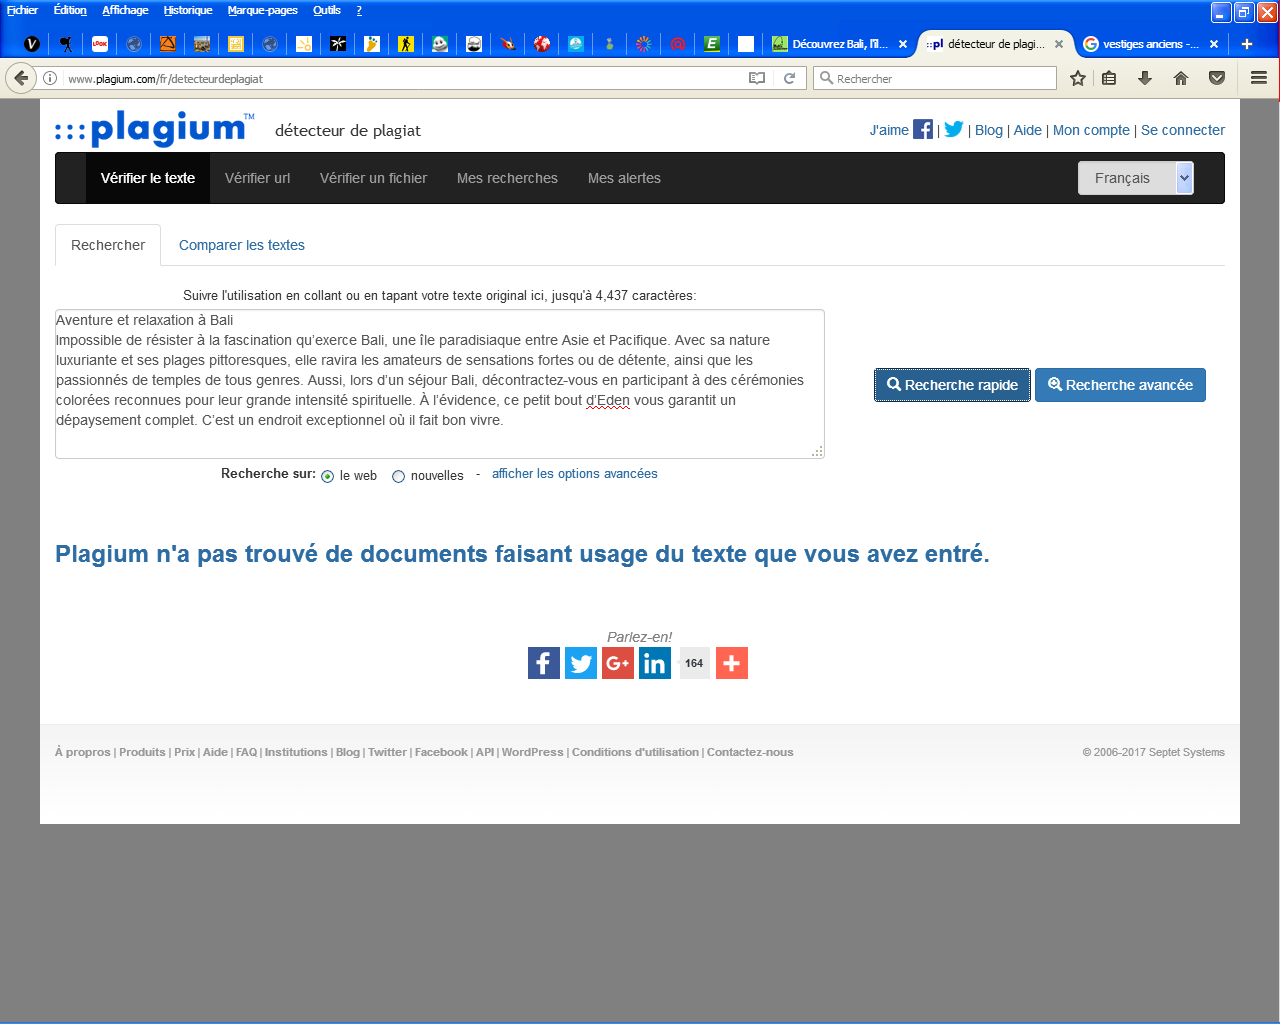 Fichier Édition Affichage Historique Marque-pages Outils ?
Découvrez Bali, l'îl... détecteur de plagi... vestiges anciens -...
www.plagium.com/fr/detecteurdeplagiat Rechercher
:::plagium™ détecteur de plagiat
J'aime | | Blog | Aide | Mon compte | Se connecter
Vérifier le texte Vérifier url Vérifier un fichier Mes recherches Mes alertes Français
Rechercher Comparer les textes
Suivre l'utilisation en collant ou en tapant votre texte original ici, jusqu'à 4,437 caractères:
Aventure et relaxation à Bali
Impossible de résister à la fascination qu'exerce Bali, une île paradisiaque entre Asie et Pacifique. Avec sa nature
luxuriante et ses plages pittoresques, elle ravira les amateurs de sensations fortes ou de détente, ainsi que les
passionnés de temples de tous genres. Aussi, lors d'un séjour Bali, décontractez-vous en participant à des cérémonies
colorées reconnues pour leur grande intensité spirituelle. À l'évidence, ce petit bout d'Eden vous garantit un
dépaysement complet. C'est un endroit exceptionnel où il fait bon vivre.
Recherche rapide Recherche avancée
Recherche sur: le web nouvelles - afficher les options avancées
Plagium n'a pas trouvé de documents faisant usage du texte que vous avez entré.
Parlez-en!
164
À propos | Produits | Prix | Aide | FAQ | Institutions | Blog | Twitter | Facebook | API | WordPress | Conditions d'utilisation | Contactez-nous © 2006-2017 Septet Systems